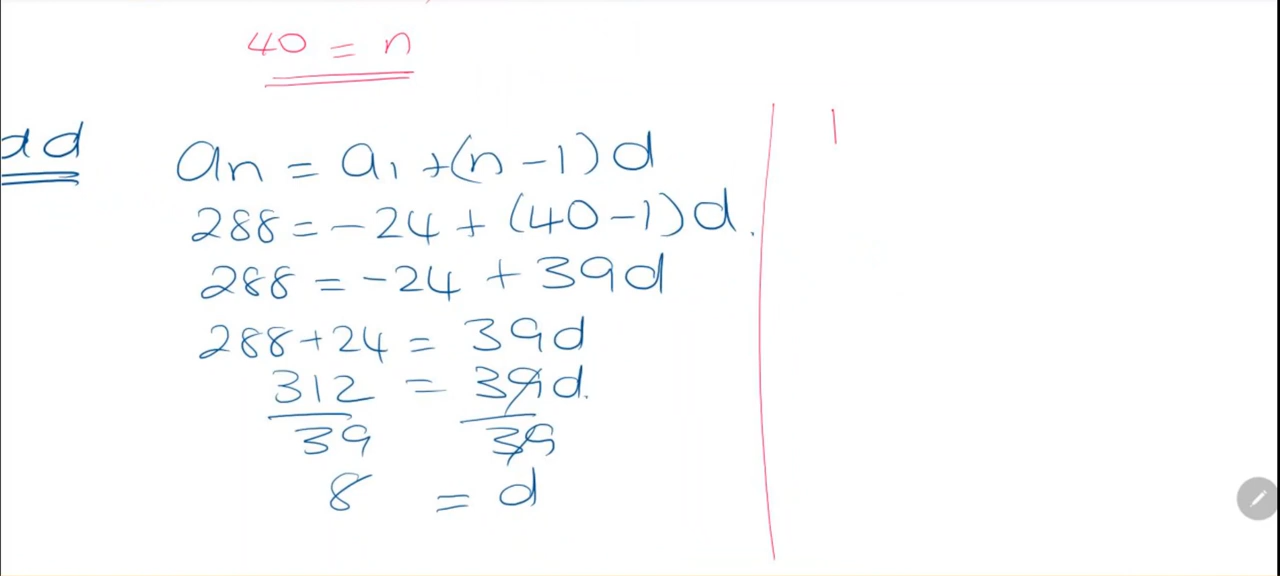 40 = n
d
an = a1 + (n - 1) d
288 = -24 + (40 - 1) d.
288 = -24 + 39d
288 + 24 = 39d
312 = 39d.
39 39
8 = d